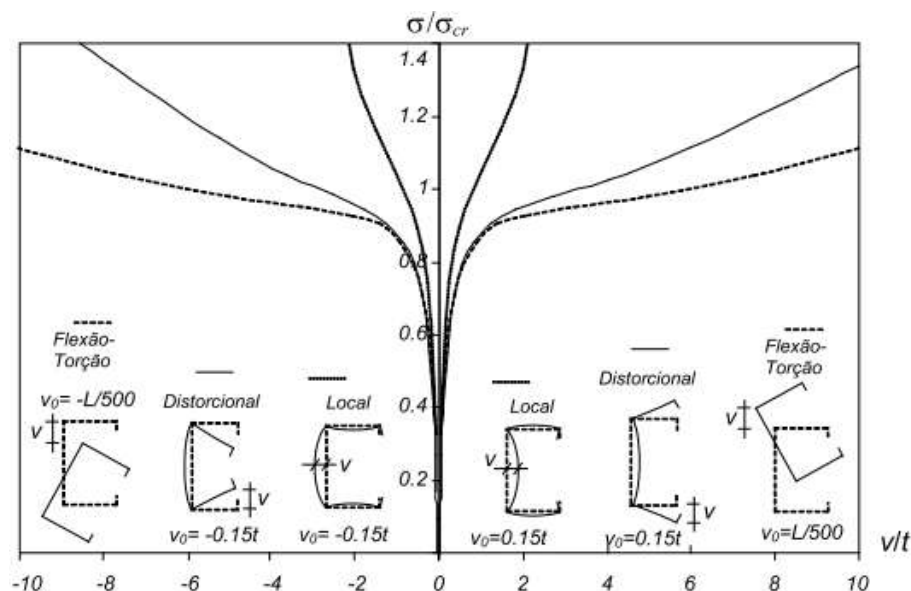 σ/σcr
1.4
1.2
1
0.8
0.6
0.4
0.2
Flexão-
Torção
v₀= -L/500
v
Distorcional
v
v₀= -0.15t
Local
v
v₀= -0.15t
Local
v
v₀=0.15t
Distorcional
v
v₀=0.15t
Flexão-
Torção
v
v₀=L/500
v/t
-10 -8 -6 -4 -2 0 2 4 6 8 10